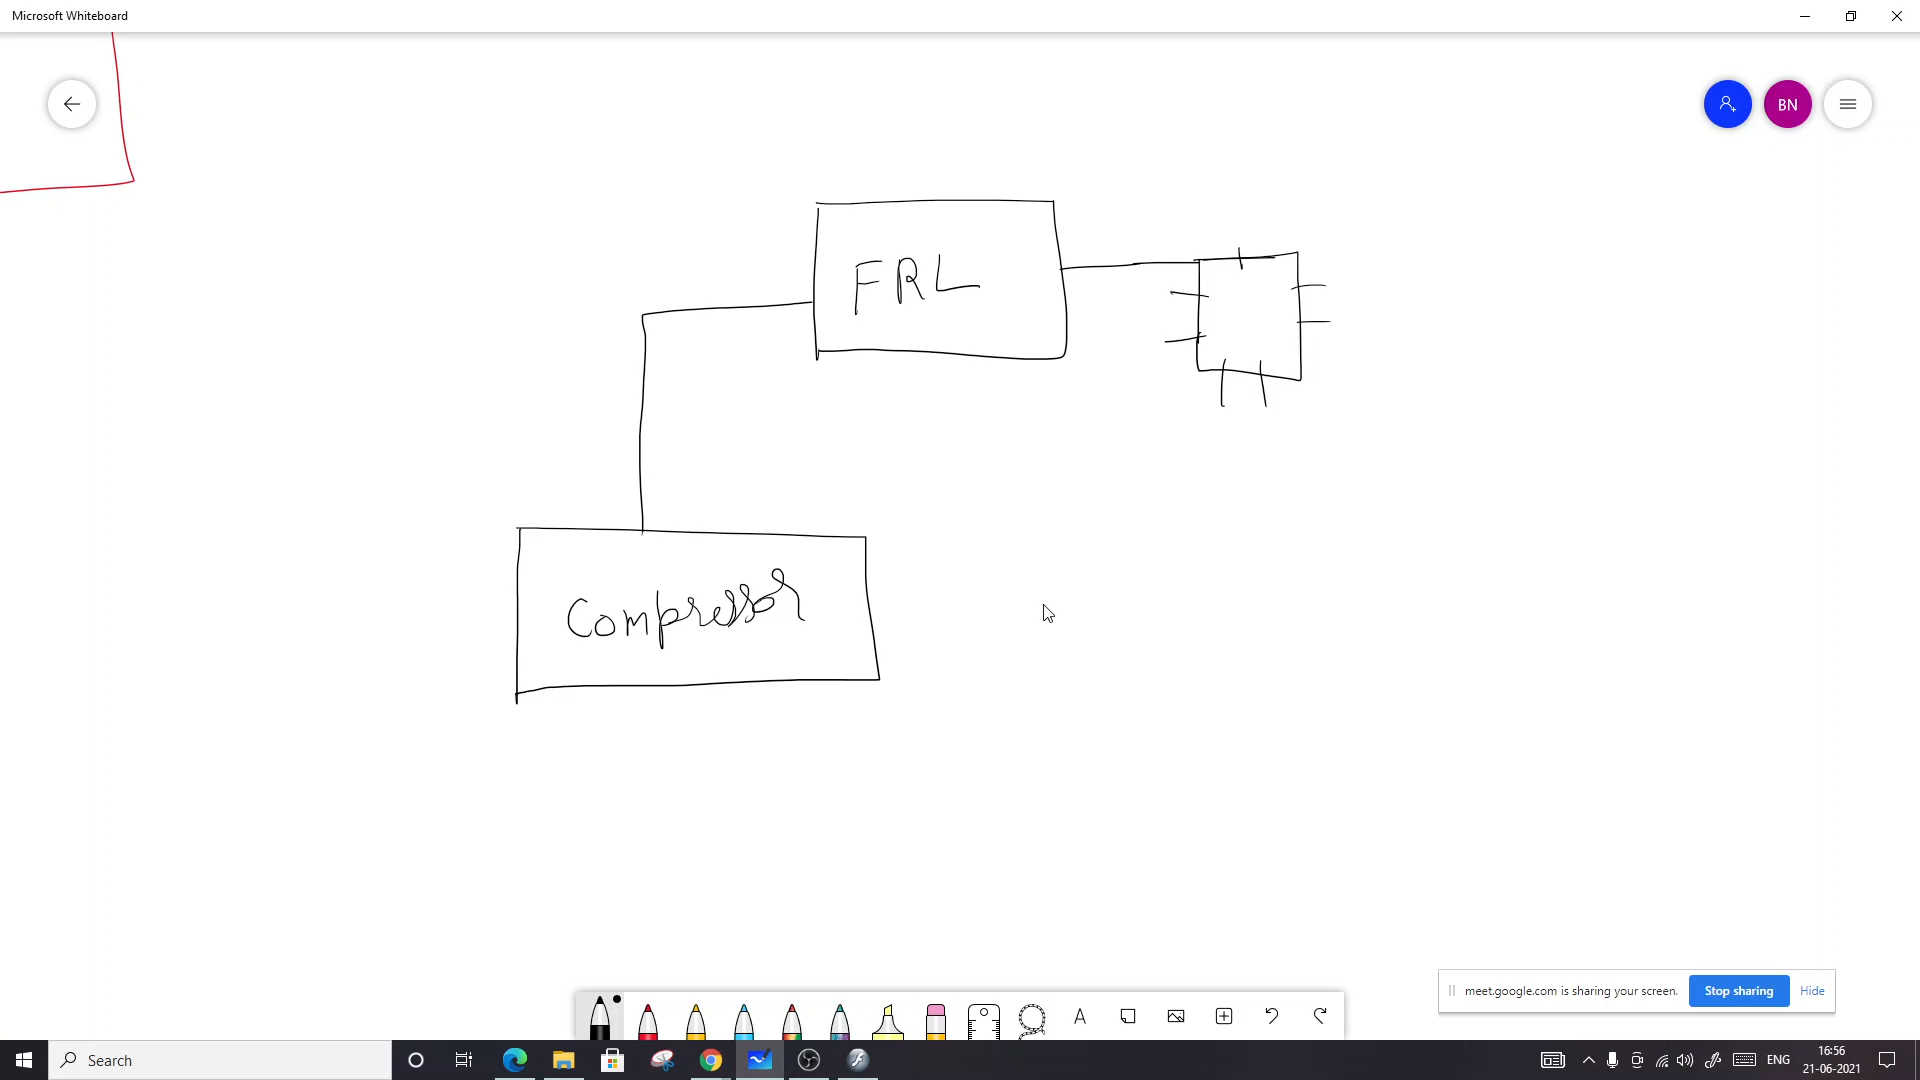 Microsoft Whiteboard
BN
FRL
Compressor
meet.google.com is sharing your screen.
Stop sharing
Hide
A
Search
ENG
16:56
21-06-2021